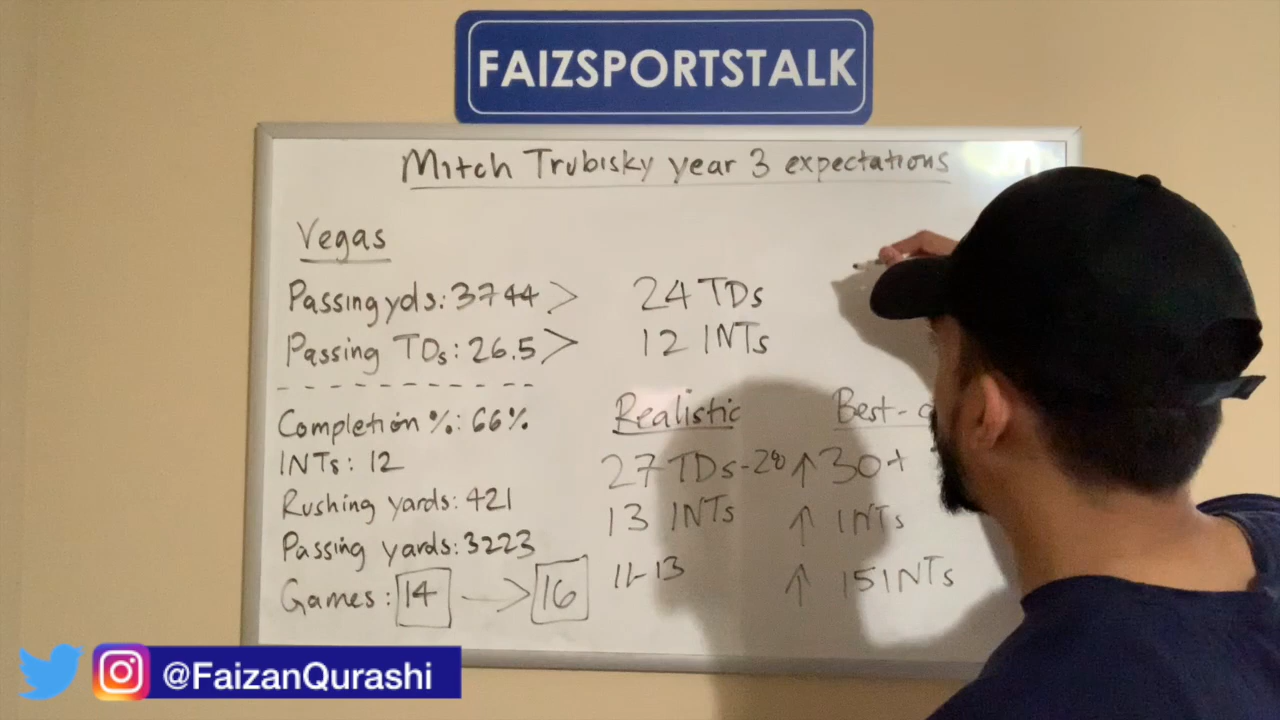 FAIZSPORTSTALK
Mitch Trubisky year 3 expectations
Vegas
Passing yds: 3744 >
Passing TDs: 26.5 >
24 TDs
12 INTs
Completion %: 66%
INTs: 12
Rushing yards: 421
Passing yards: 3223
Games: 14 → 16
Realistic
27 TDs-28
13 INTs
11-13
Best-
↑ 30+
↑ INTs
↑ 15 INTs
@FaizanQurashi